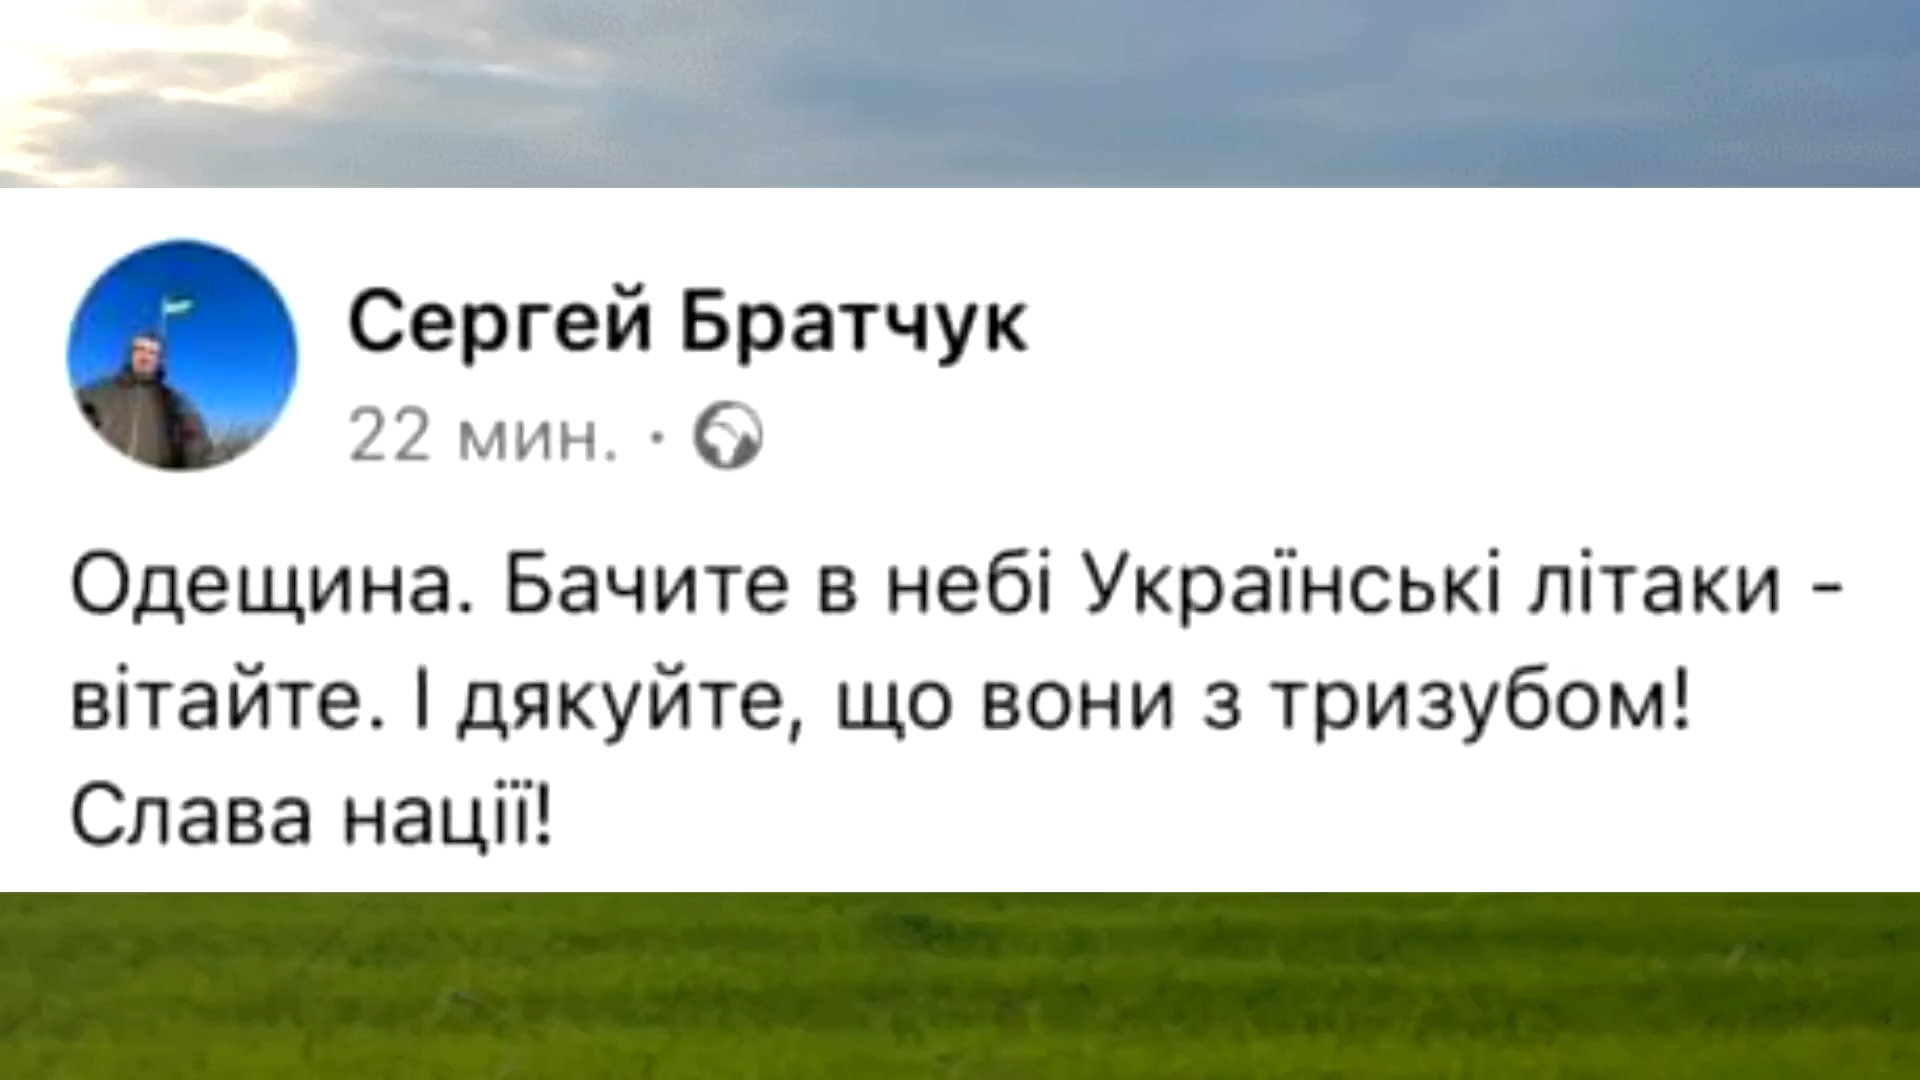 Сергей Братчук
22 мин. ·
Одещина. Бачите в небі Українські літаки -
вітайте. І дякуйте, що вони з тризубом!
Слава нації!